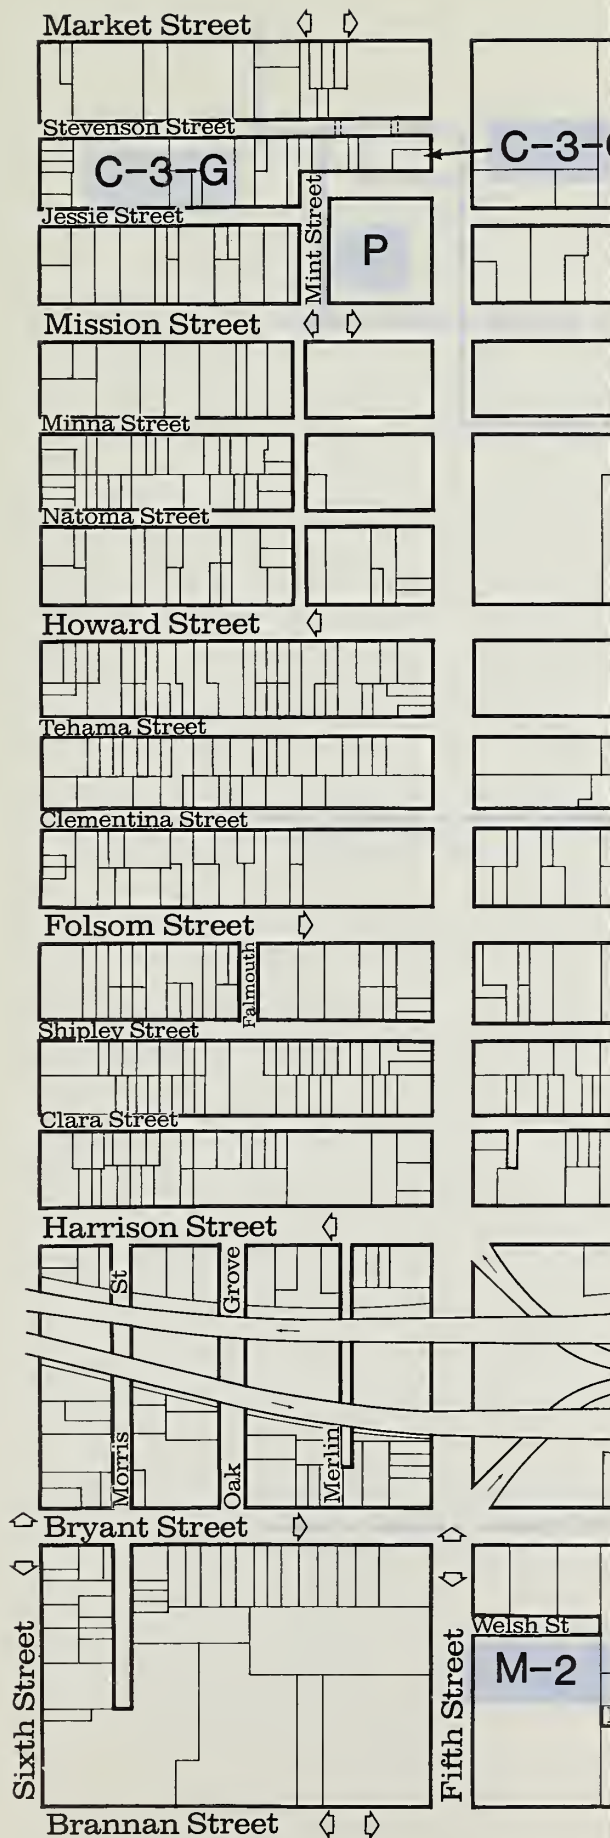 Market Street
Stevenson Street
C-3-G
C-3-
Jessie Street
Mint Street
P
Mission Street
Minna Street
Natoma Street
Howard Street
Tehama Street
Clementina Street
Folsom Street
Falmouth
Shipley Street
Clara Street
Harrison Street
Morris St
Oak Grove
Merlin
Bryant Street
Sixth Street
Fifth Street
Welsh St
M-2
Brannan Street